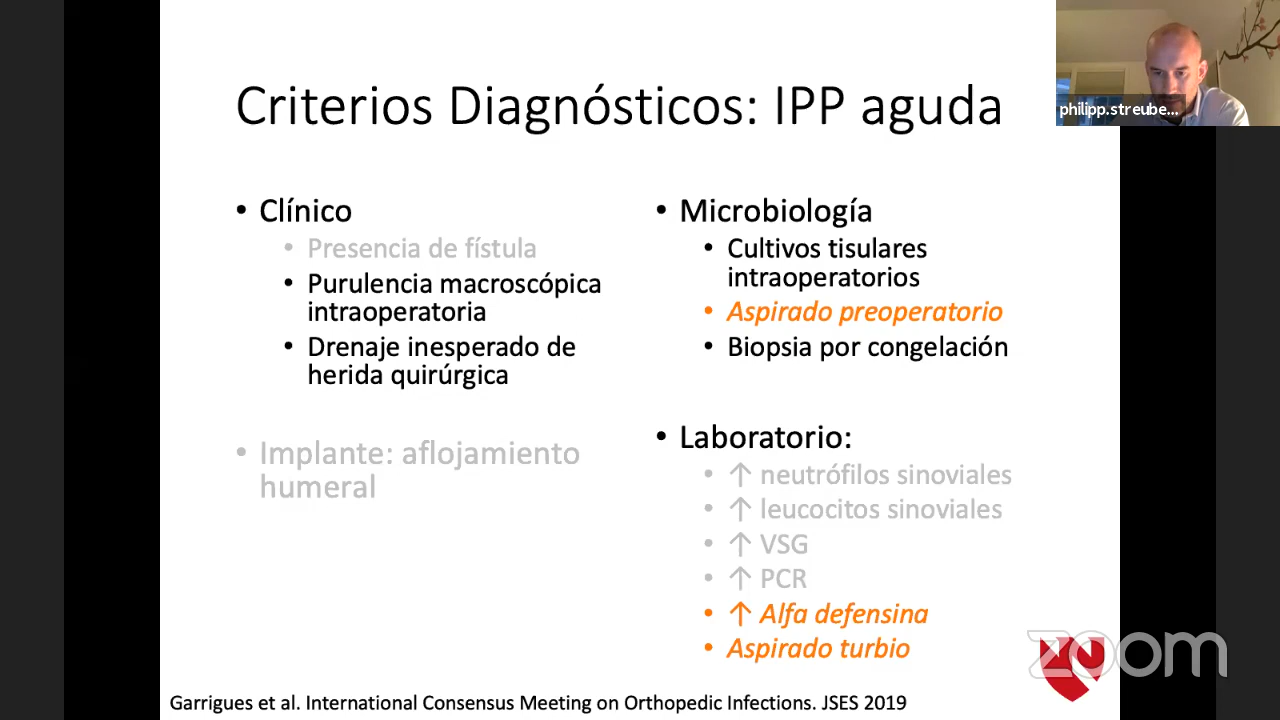 Criterios Diagnósticos: IPP aguda
philipp.streube...
• Clínico
• Presencia de fístula
• Purulencia macroscópica
intraoperatoria
• Drenaje inesperado de
herida quirúrgica
• Implante: aflojamiento
humeral
• Microbiología
• Cultivos tisulares
intraoperatorios
• Aspirado preoperatorio
• Biopsia por congelación
• Laboratorio:
• ↑ neutrófilos sinoviales
• ↑ leucocitos sinoviales
• ↑ VSG
• ↑ PCR
• ↑ Alfa defensina
• Aspirado turbio
zoom
Garrigues et al. International Consensus Meeting on Orthopedic Infections. JSES 2019